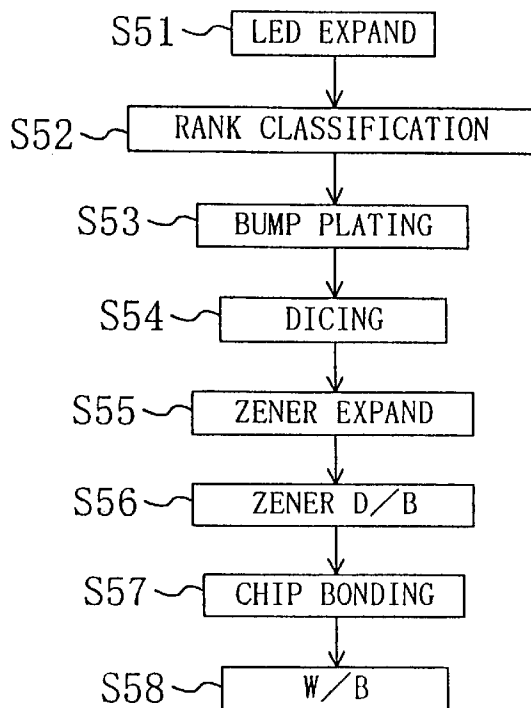 S51 LED EXPAND
S52 RANK CLASSIFICATION
S53 BUMP PLATING
S54 DICING
S55 ZENER EXPAND
S56 ZENER D/B
S57 CHIP BONDING
S58 W/B